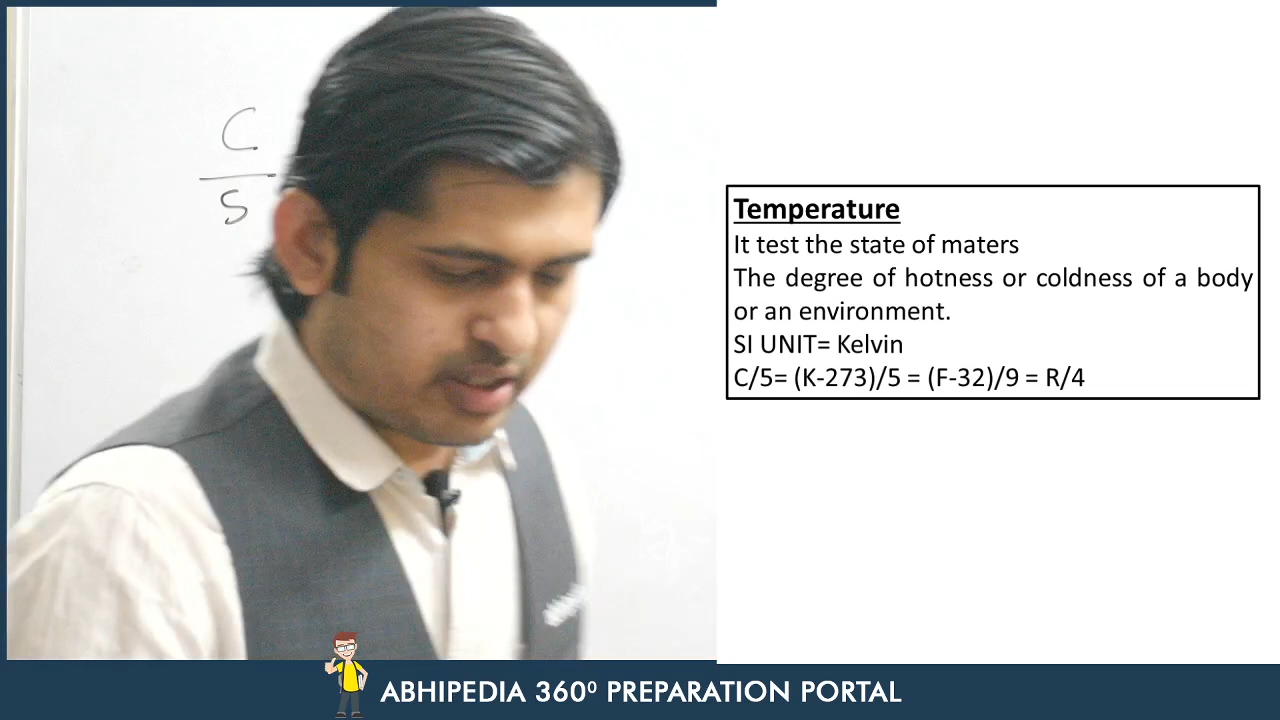 C
5
Temperature
It test the state of maters
The degree of hotness or coldness of a body
or an environment.
SI UNIT= Kelvin
C/5= (K-273)/5 = (F-32)/9 = R/4
ABHIPEDIA 360⁰ PREPARATION PORTAL